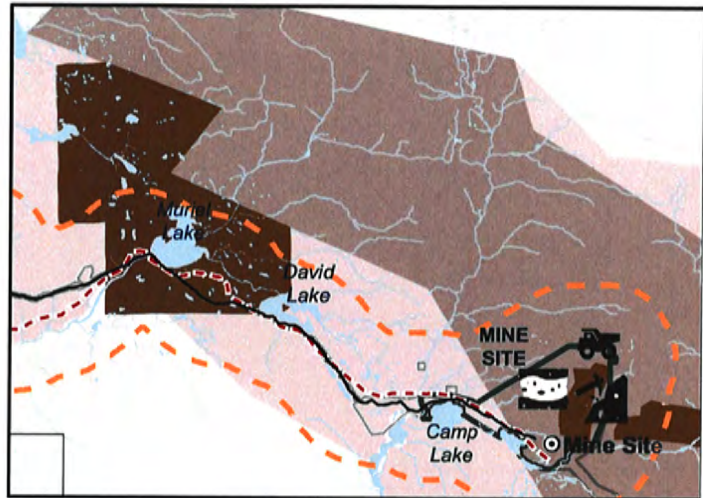 Muriel
Lake
David
Lake
MINE
SITE
Camp
Lake
Mine Site